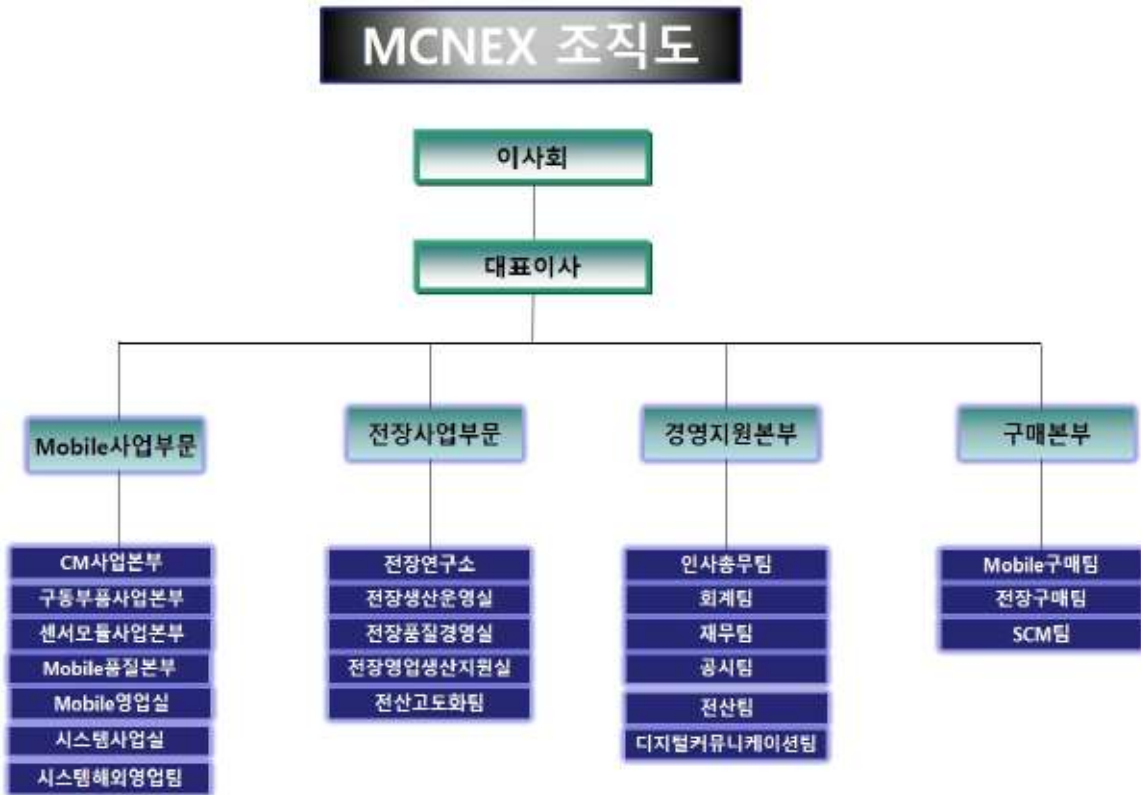 MCNEX 조직도
이사회
대표이사
Mobile사업부문
전장사업부문
경영지원본부
구매본부
CM사업본부
구동부품사업본부
센서모듈사업본부
Mobile품질본부
Mobile영업실
시스템사업실
시스템해외영업팀
전장연구소
전장생산운영실
전장품질경영실
전장영업생산지원실
전산고도화팀
인사총무팀
회계팀
재무팀
공시팀
전산팀
디지털커뮤니케이션팀
Mobile구매팀
전장구매팀
SCM팀